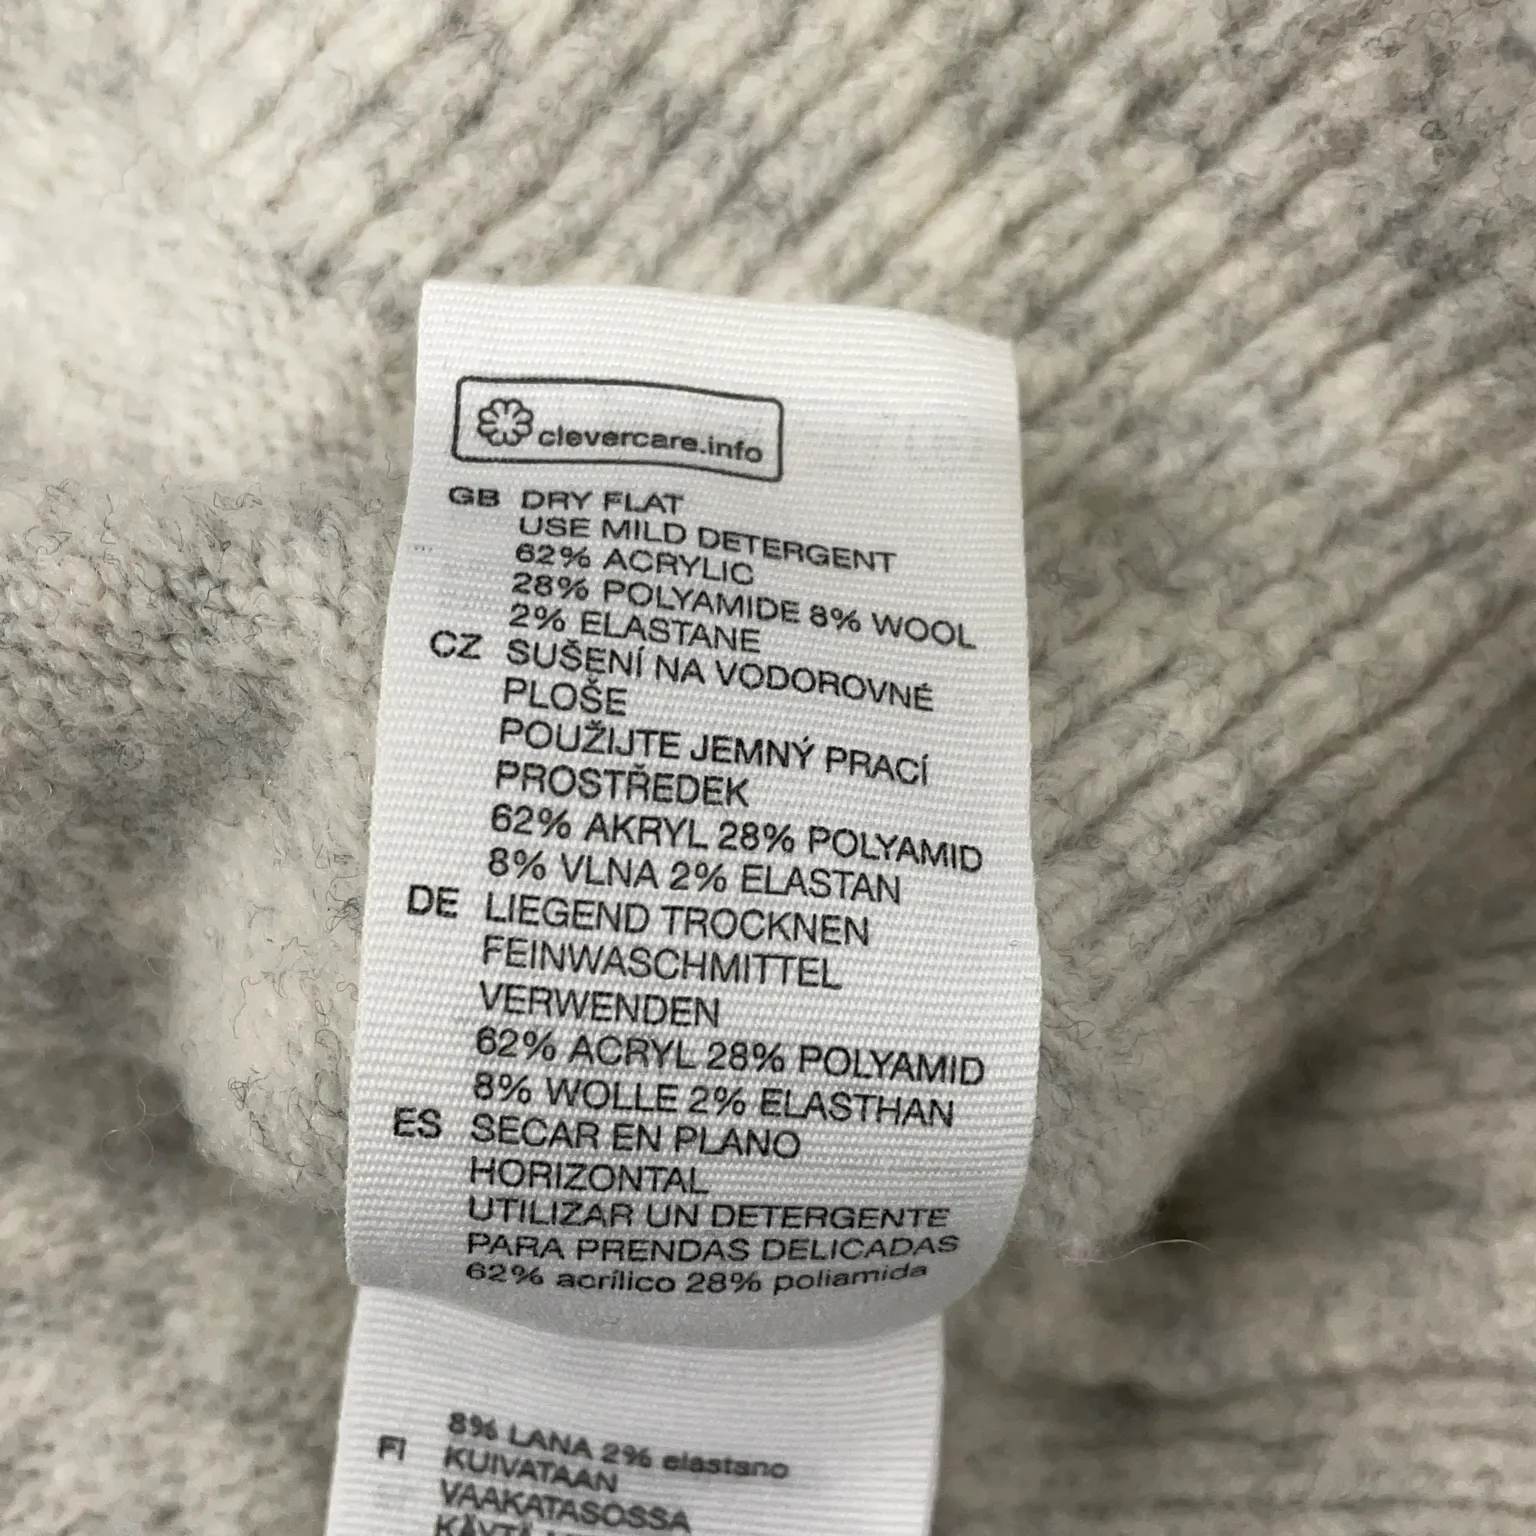 clevercare.info
GB DRY FLAT
USE MILD DETERGENT
62% ACRYLIC
28% POLYAMIDE 8% WOOL
2% ELASTANE
CZ SUŠENÍ NA VODOROVNÉ
PLOŠE
POUŽIJTE JEMNÝ PRACÍ
PROSTŘEDEK
62% AKRYL 28% POLYAMID
8% VLNA 2% ELASTAN
DE LIEGEND TROCKNEN
FEINWASCHMITTEL
VERWENDEN
62% ACRYL 28% POLYAMID
8% WOLLE 2% ELASTHAN
ES SECAR EN PLANO
HORIZONTAL
UTILIZAR UN DETERGENTE
PARA PRENDAS DELICADAS
62% acrílico 28% poliamida
8% LANA 2% elastano
FI KUIVATAAN
VAAKATASOSSA